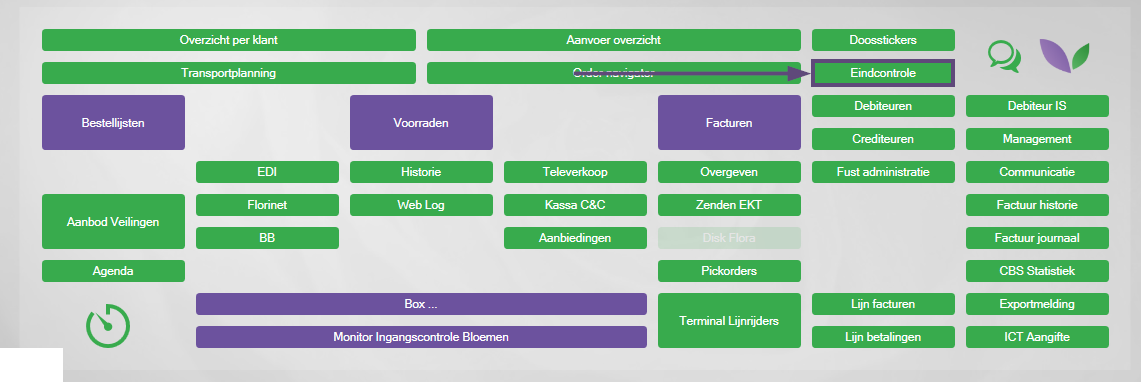 Overzicht per klant
Aanvoer overzicht
Doosstickers
Transportplanning
Order navigator
Eindcontrole
Bestellijsten
Voorraden
Facturen
Debiteuren
Debiteur IS
Crediteuren
Management
EDI
Historie
Televerkoop
Overgeven
Fust administratie
Communicatie
Aanbod Veilingen
Florinet
Web Log
Kassa C&C
Zenden EKT
Factuur historie
BB
Aanbiedingen
Disk Flora
Factuur journaal
Agenda
Pickorders
CBS Statistiek
Box ...
Terminal Lijnrijders
Lijn facturen
Exportmelding
Monitor Ingangscontrole Bloemen
Lijn betalingen
ICT Aangifte